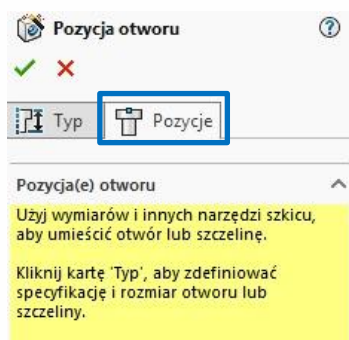 Pozycja otworu
Typ Pozycje
Pozycja(e) otworu
Użyj wymiarów i innych narzędzi szkicu,
aby umieścić otwór lub szczelinę.
Kliknij kartę 'Typ', aby zdefiniować
specyfikację i rozmiar otworu lub
szczeliny.